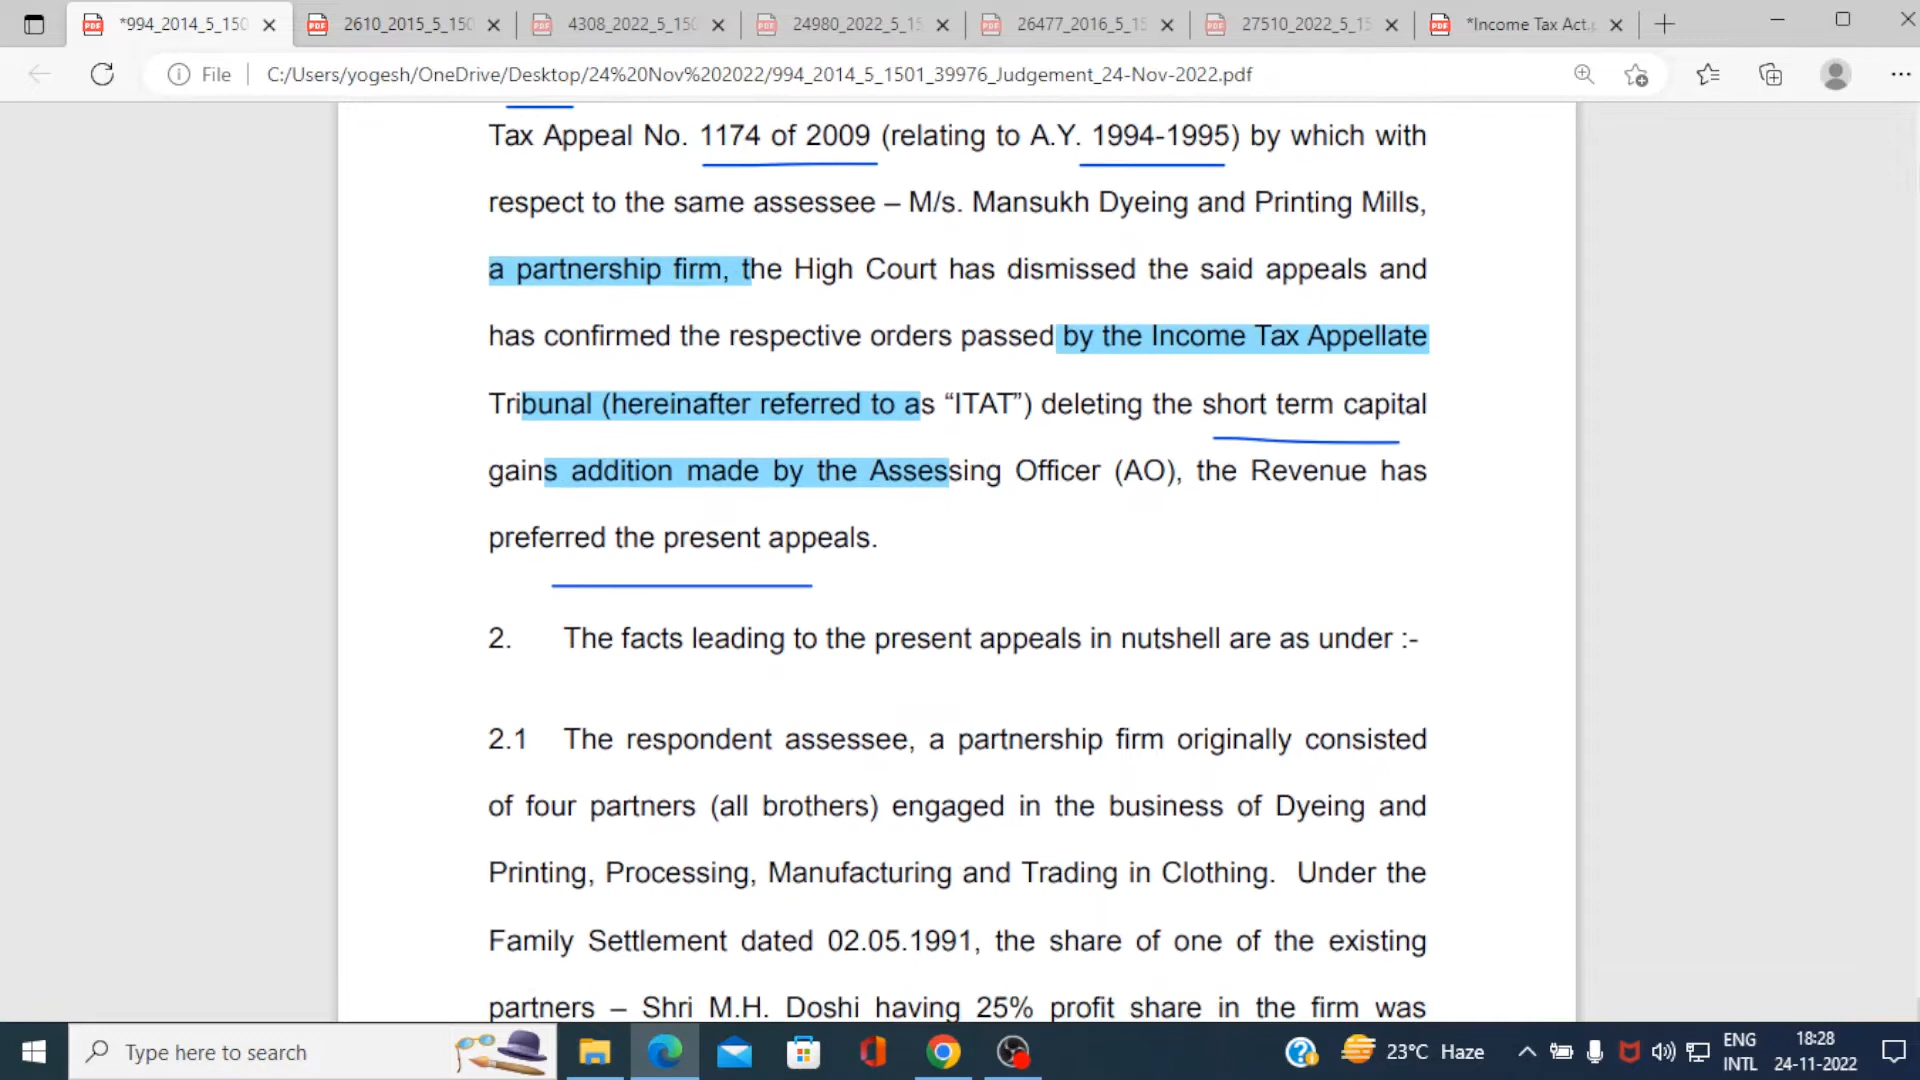 *994_2014_5_150
2610_2015_5_150
4308_2022_5_150
24980_2022_5_15
26477_2016_5_15
27510_2022_5_15
*Income Tax Act.
File
C:/Users/yogesh/OneDrive/Desktop/24%20Nov%202022/994_2014_5_1501_39976_Judgement_24-Nov-2022.pdf
Tax Appeal No. 1174 of 2009 (relating to A.Y. 1994-1995) by which with
respect to the same assessee – M/s. Mansukh Dyeing and Printing Mills,
a partnership firm, the High Court has dismissed the said appeals and
has confirmed the respective orders passed by the Income Tax Appellate
Tribunal (hereinafter referred to as “ITAT”) deleting the short term capital
gains addition made by the Assessing Officer (AO), the Revenue has
preferred the present appeals.
2. The facts leading to the present appeals in nutshell are as under :-
2.1 The respondent assessee, a partnership firm originally consisted
of four partners (all brothers) engaged in the business of Dyeing and
Printing, Processing, Manufacturing and Trading in Clothing. Under the
Family Settlement dated 02.05.1991, the share of one of the existing
partners – Shri M.H. Doshi having 25% profit share in the firm was
Type here to search
23°C Haze
ENG
INTL
18:28
24-11-2022